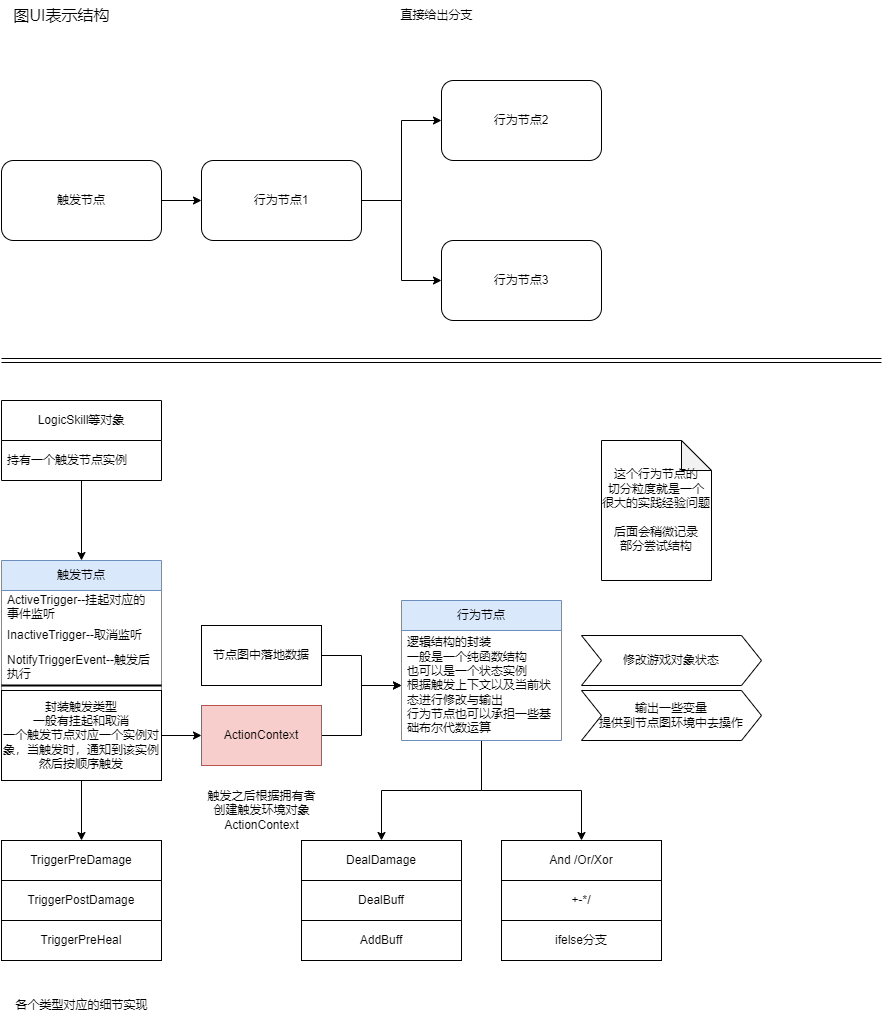 图UI表示结构
直接给出分支
行为节点2
触发节点
行为节点1
行为节点3
LogicSkill等对象
持有一个触发节点实例
这个行为节点的
切分粒度就是一个
很大的实践经验问题
后面会稍微记录
部分尝试结构
触发节点
ActiveTrigger--挂起对应的
事件监听
InactiveTrigger--取消监听
NotifyTriggerEvent--触发后
执行
封装触发类型
一般有挂起和取消
一个触发节点对应一个实例对
象，当触发时，通知到该实例
然后按顺序触发
节点图中落地数据
ActionContext
触发之后根据拥有者
创建触发环境对象
ActionContext
行为节点
逻辑结构的封装
一般是一个纯函数结构
也可以是一个状态实例
根据触发上下文以及当前状
态进行修改与输出
行为节点也可以承担一些基
础布尔代数运算
修改游戏对象状态
输出一些变量
提供到节点图环境中去操作
TriggerPreDamage
TriggerPostDamage
TriggerPreHeal
DealDamage
DealBuff
AddBuff
And /Or/Xor
+-*/
ifelse分支
各个类型对应的细节实现